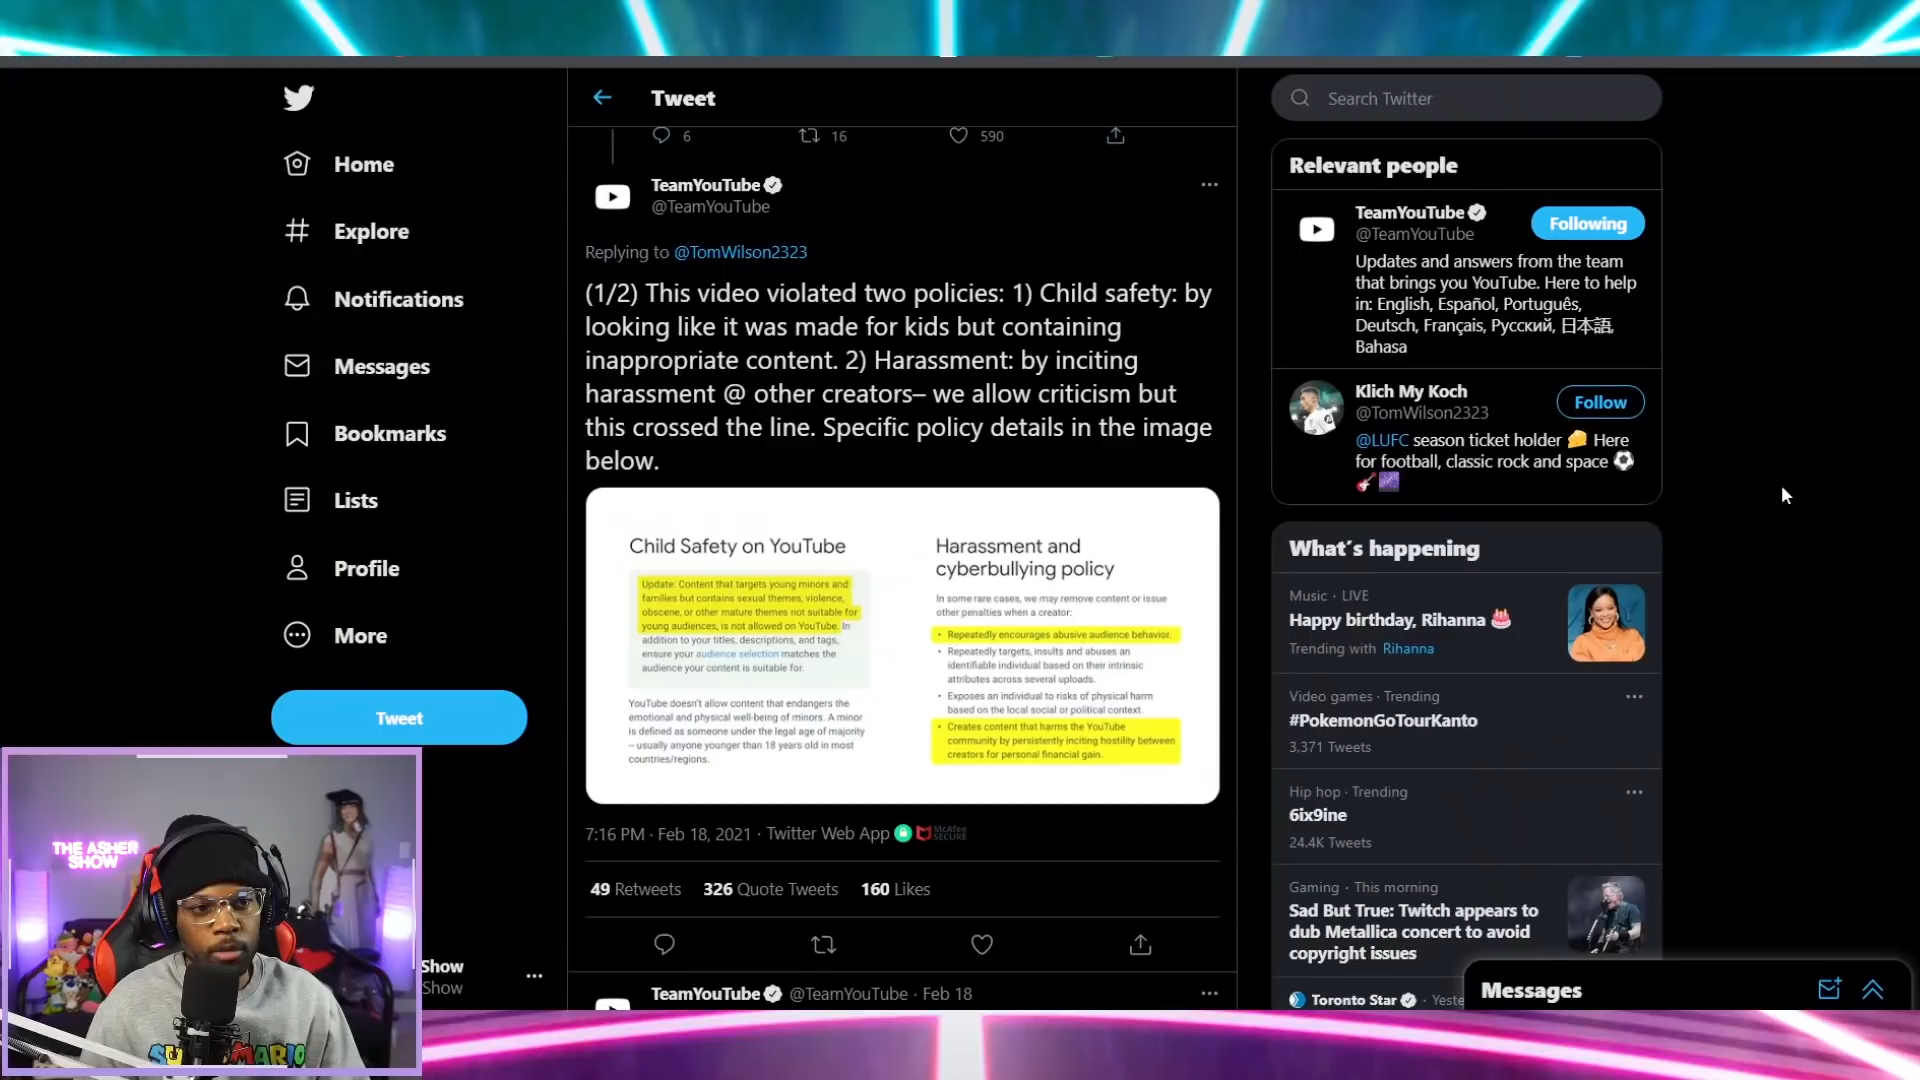 Home
Explore
Notifications
Messages
Bookmarks
Lists
Profile
More
Tweet
THE ASHER
SHOW
Show
Show
SU
MARIO
Tweet
6 16 590
TeamYouTube
@TeamYouTube
Replying to @TomWilson2323
(1/2) This video violated two policies: 1) Child safety: by
looking like it was made for kids but containing
inappropriate content. 2) Harassment: by inciting
harassment @ other creators– we allow criticism but
this crossed the line. Specific policy details in the image
below.
Child Safety on YouTube
Update: Content that targets young minors and
families but contains sexual themes, violence,
obscene, or other mature themes not suitable for
young audiences, is not allowed on YouTube. In
addition to your titles, descriptions, and tags,
ensure your audience selection matches the
audience your content is suitable for.
YouTube doesn't allow content that endangers the
emotional and physical well-being of minors. A minor
is defined as someone under the legal age of majority
-- usually anyone younger than 18 years old in most
countries/regions.
Harassment and
cyberbullying policy
In some rare cases, we may remove content or issue
other penalties when a creator:
• Repeatedly encourages abusive audience behavior.
• Repeatedly targets, insults and abuses an
identifiable individual based on their intrinsic
attributes across several uploads.
• Exposes an individual to risks of physical harm
based on the local social or political context.
• Creates content that harms the YouTube
community by persistently inciting hostility between
creators for personal financial gain.
7:16 PM · Feb 18, 2021 · Twitter Web App McAfee SECURE
49 Retweets 326 Quote Tweets 160 Likes
TeamYouTube @TeamYouTube · Feb 18
Search Twitter
Relevant people
TeamYouTube
@TeamYouTube
Following
Updates and answers from the team
that brings you YouTube. Here to help
in: English, Español, Português,
Deutsch, Français, Русский, 日本語,
Bahasa
Klich My Koch
@TomWilson2323
Follow
@LUFC season ticket holder 🧀 Here
for football, classic rock and space ⚽
🎸🌌
What's happening
Music · LIVE
Happy birthday, Rihanna 🎂
Trending with Rihanna
Video games · Trending
#PokemonGoTourKanto
3,371 Tweets
Hip hop · Trending
6ix9ine
24.4K Tweets
Gaming · This morning
Sad But True: Twitch appears to
dub Metallica concert to avoid
copyright issues
Toronto Star · Yeste
Messages